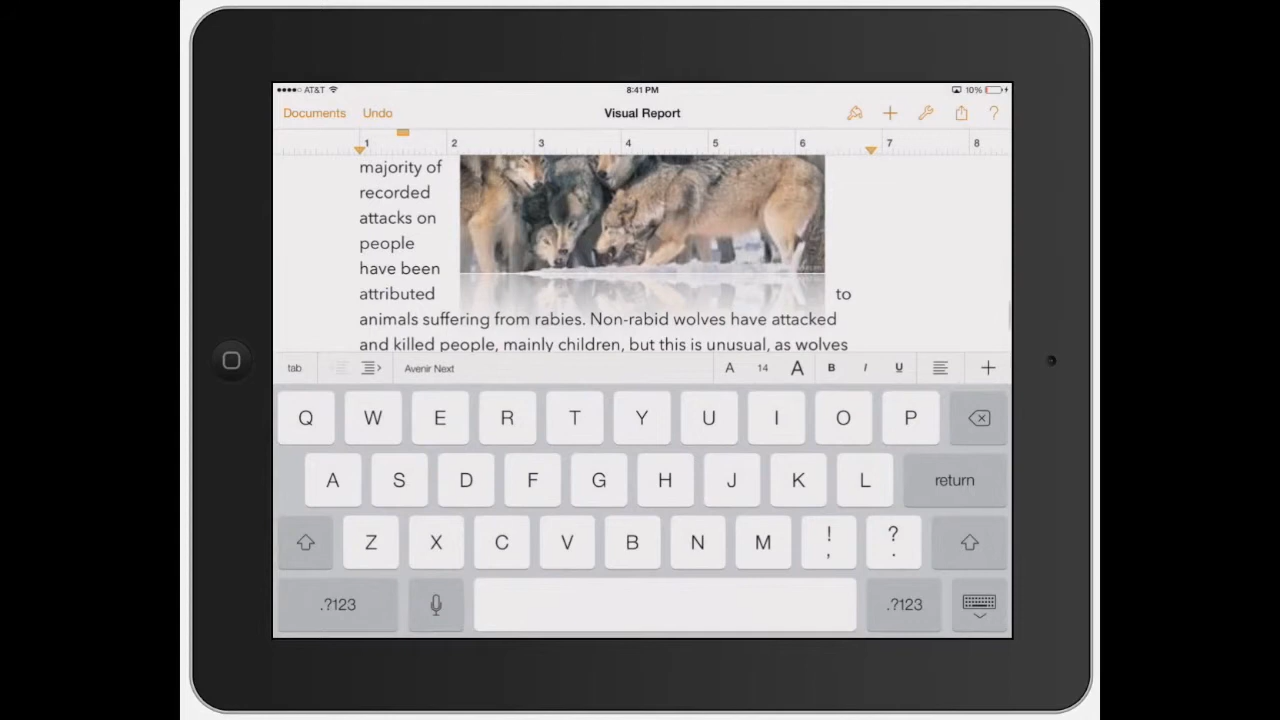 AT&T 8:41 PM 10%
Documents Undo Visual Report ?
1 2 3 4 5 6 7 8
majority of
recorded
attacks on
people
have been
attributed to
animals suffering from rabies. Non-rabid wolves have attacked
and killed people, mainly children, but this is unusual, as wolves
tab Avenir Next A 14 A B I U
Q W E R T Y U I O P
A S D F G H J K L return
Z X C V B N M ! , ? .
.?123 .?123